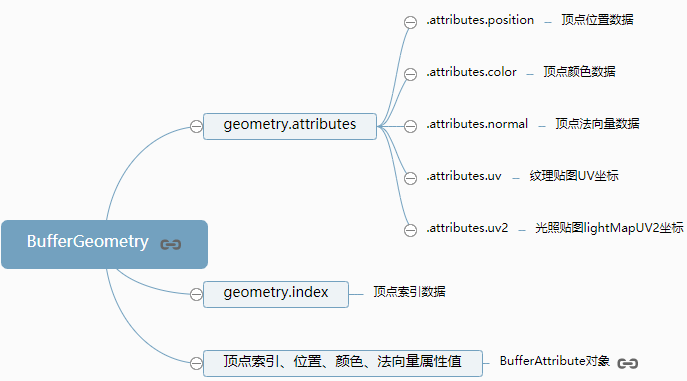 .attributes.position
顶点位置数据
.attributes.color
顶点颜色数据
geometry.attributes
.attributes.normal
顶点法向量数据
.attributes.uv
纹理贴图UV坐标
.attributes.uv2
光照贴图lightMapUV2坐标
BufferGeometry
geometry.index
顶点索引数据
顶点索引、位置、颜色、法向量属性值
BufferAttribute对象